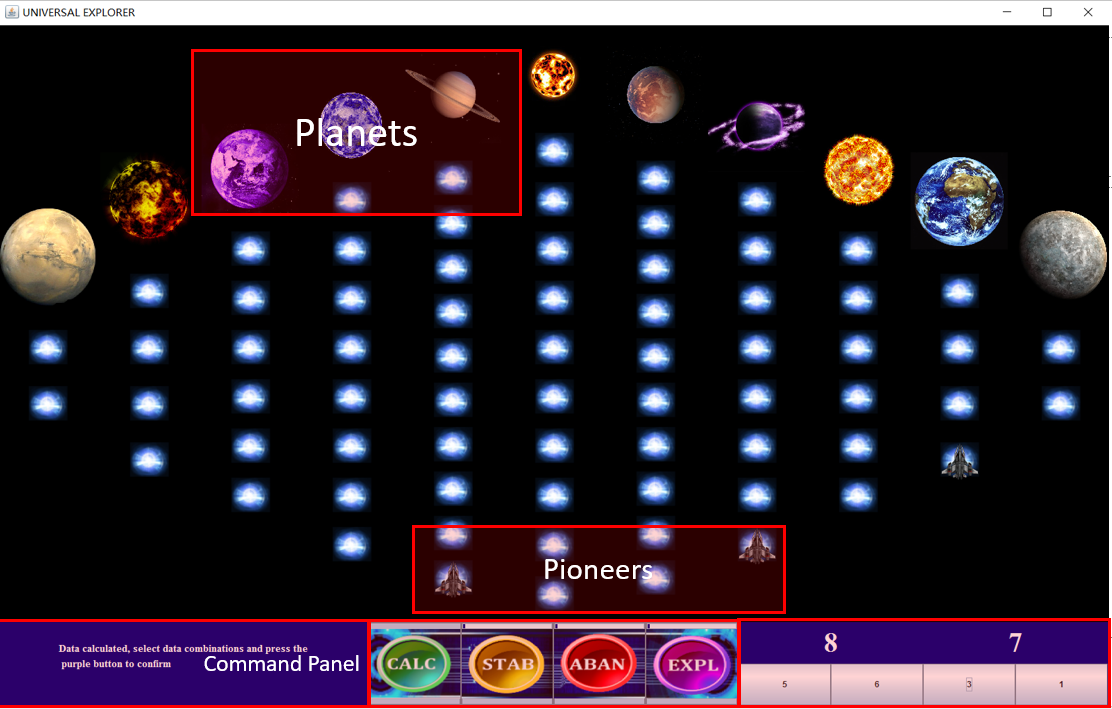 UNIVERSAL EXPLORER
Planets
Pioneers
Data calculated, select data combinations and press the
purple button to confirm
Command Panel
CALC
STAB
ABAN
EXPL
8
7
5
6
3
1